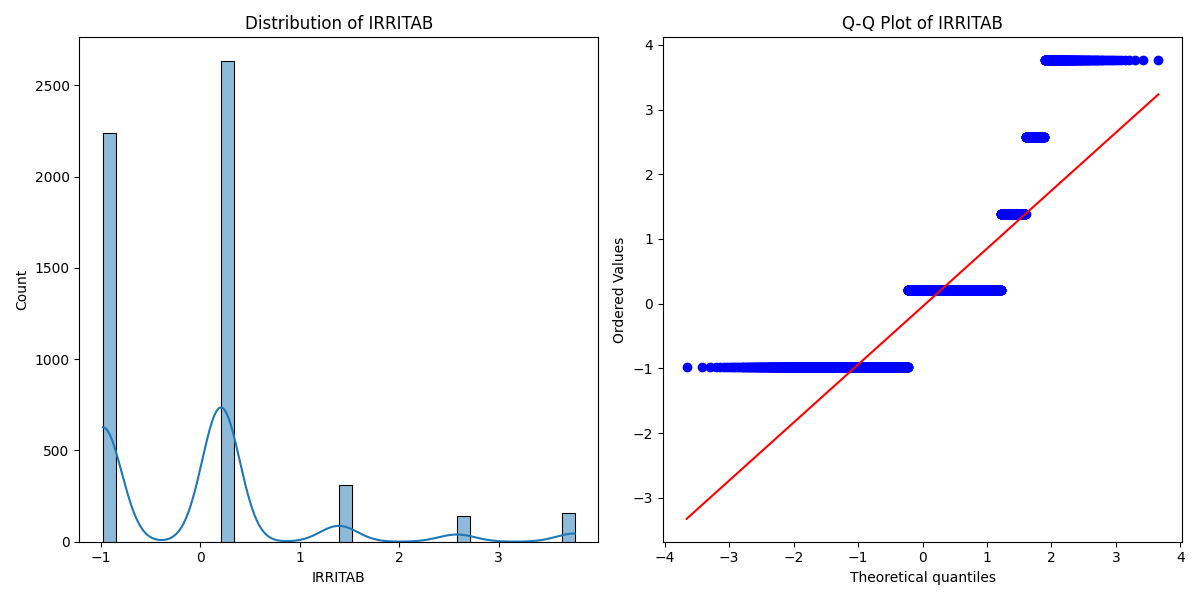 Distribution of IRRITAB
Count
2500
2000
1500
1000
500
0
−1 0 1 2 3
IRRITAB
Q-Q Plot of IRRITAB
Ordered Values
4
3
2
1
0
−1
−2
−3
−4 −3 −2 −1 0 1 2 3 4
Theoretical quantiles